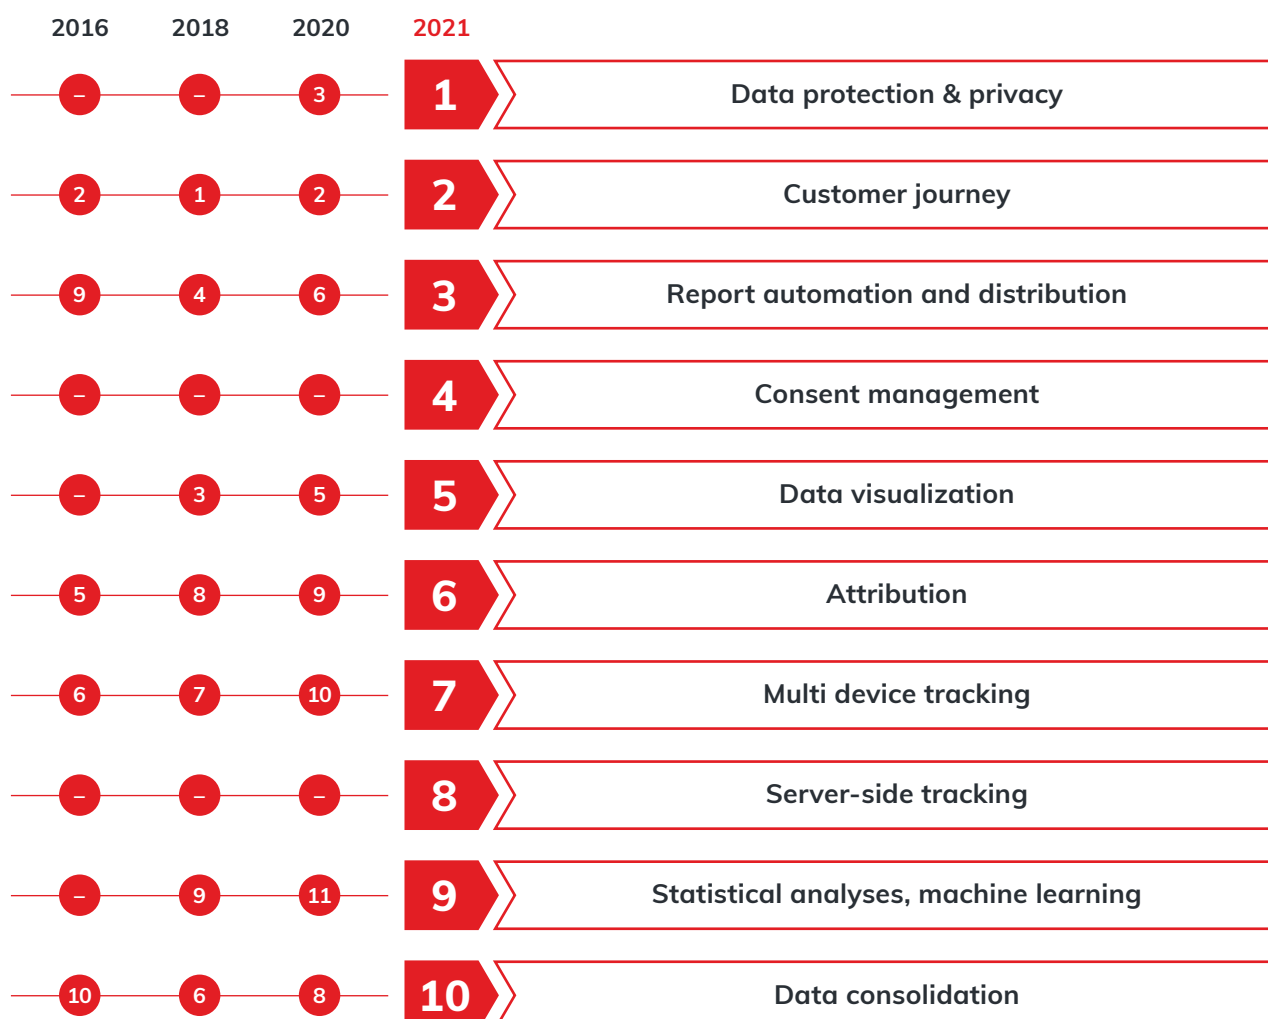 2016 2018 2020 2021
– – 3 1 Data protection & privacy
2 1 2 2 Customer journey
9 4 6 3 Report automation and distribution
– – – 4 Consent management
– 3 5 5 Data visualization
5 8 9 6 Attribution
6 7 10 7 Multi device tracking
– – – 8 Server-side tracking
– 9 11 9 Statistical analyses, machine learning
10 6 8 10 Data consolidation